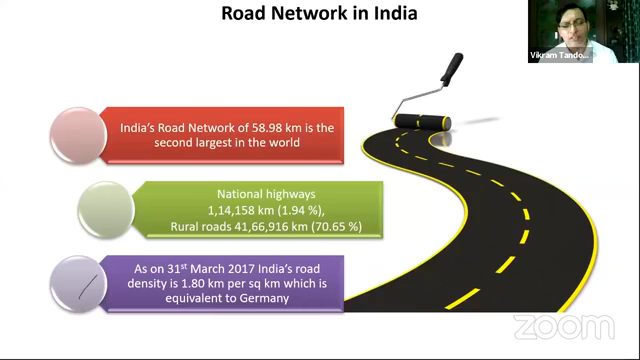 Road Network in India
Vikram Tando...
India's Road Network of 58.98 km is the
second largest in the world
National highways
1,14,158 km (1.94 %),
Rural roads 41,66,916 km (70.65 %)
As on 31st March 2017 India's road
density is 1.80 km per sq km which is
equivalent to Germany
zoom